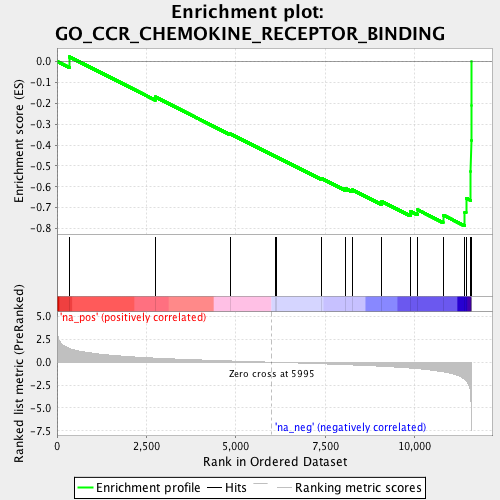 Enrichment plot:
GO_CCR_CHEMOKINE_RECEPTOR_BINDING
Enrichment score (ES)
0.0
-0.1
-0.2
-0.3
-0.4
-0.5
-0.6
-0.7
-0.8
Ranked list metric (PreRanked)
5.0
2.5
0.0
-2.5
-5.0
-7.5
'na_pos' (positively correlated)
Zero cross at 5995
'na_neg' (negatively correlated)
0
2,500
5,000
7,500
10,000
Rank in Ordered Dataset
Enrichment profile
Hits
Ranking metric scores